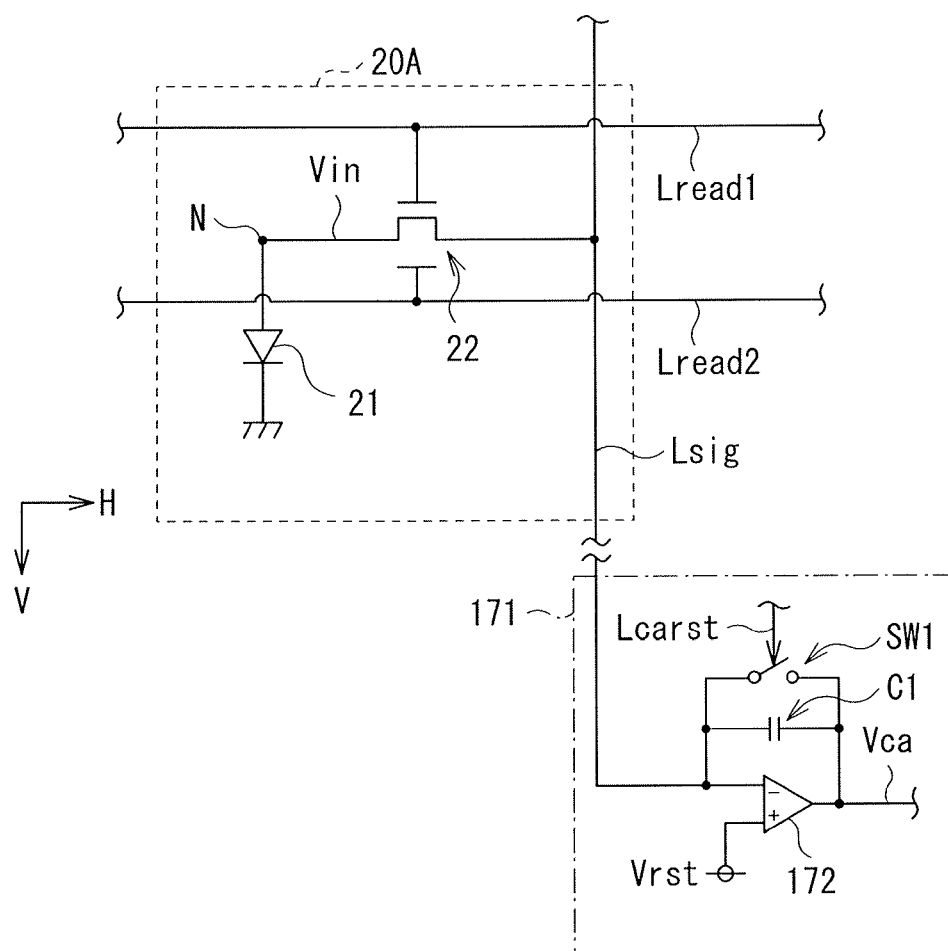 20A
Lread1
Vin
N
22
Lread2
21
Lsig
H
V
171
Lcarst
SW1
C1
Vca
−
+
Vrst
172